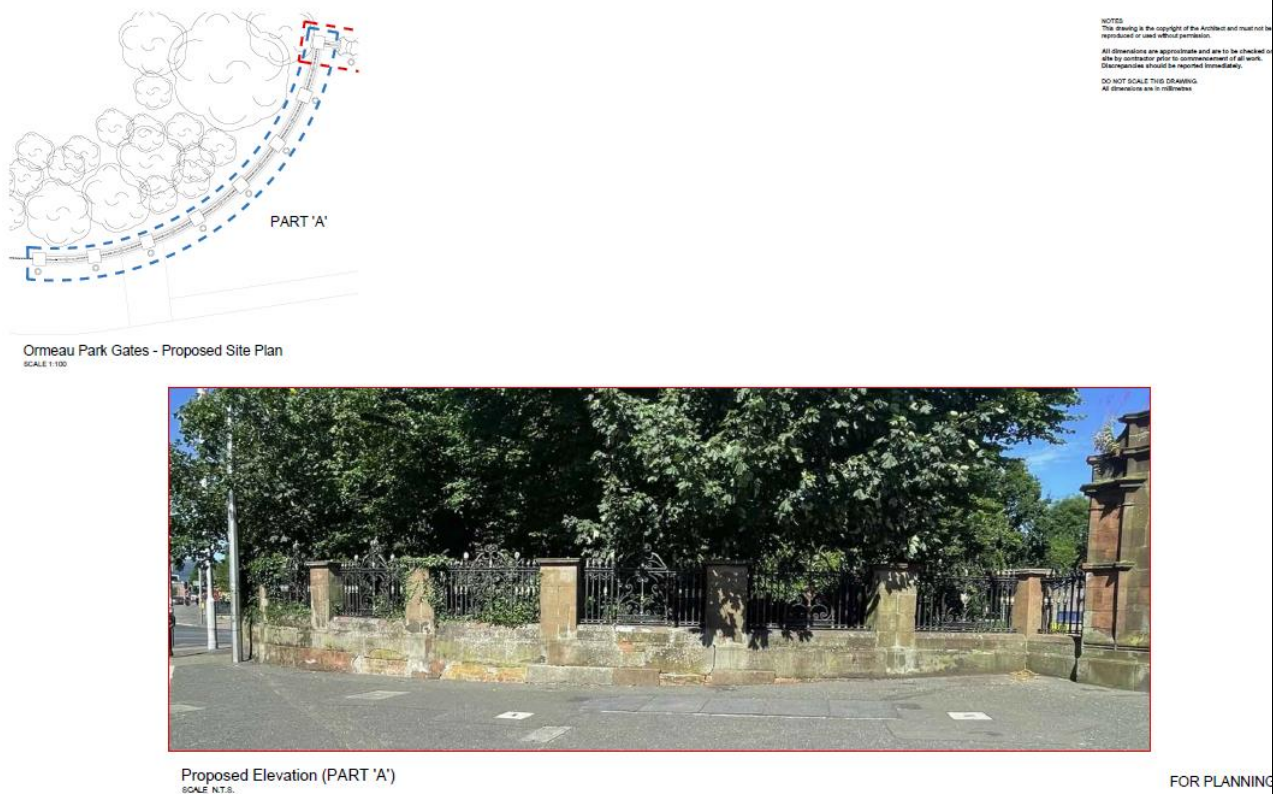 NOTES
This drawing is the copyright of the Architect and must not be
reproduced or used without permission.
All dimensions are approximate and are to be checked on
site by contractor prior to commencement of all work.
Discrepancies should be reported immediately.
DO NOT SCALE THIS DRAWING.
All dimensions are in millimetres
PART 'A'
Ormeau Park Gates - Proposed Site Plan
SCALE 1:100
Proposed Elevation (PART 'A')
SCALE N.T.S.
FOR PLANNING